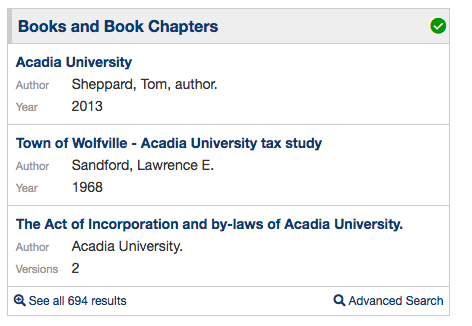 Books and Book Chapters
Acadia University
Author Sheppard, Tom, author.
Year 2013
Town of Wolfville - Acadia University tax study
Author Sandford, Lawrence E.
Year 1968
The Act of Incorporation and by-laws of Acadia University.
Author Acadia University.
Versions 2
See all 694 results Advanced Search